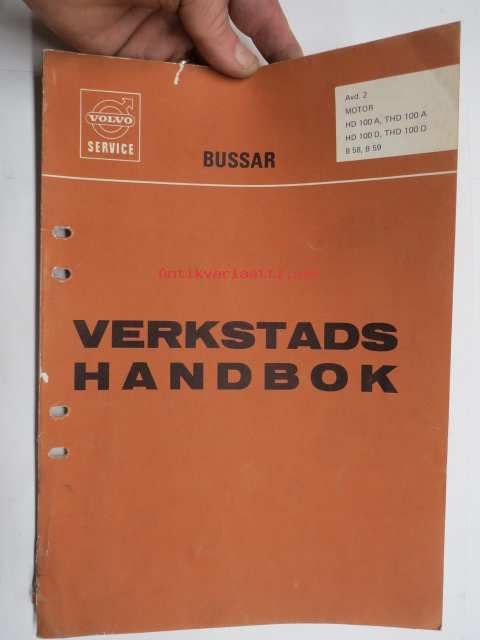 VOLVO
SERVICE
BUSSAR
Avd. 2
MOTOR
HD 100 A, THD 100 A
HD 100 D, THD 100 D
B 58, B 59
Antikvariaatti.com
VERKSTADS
HANDBOK